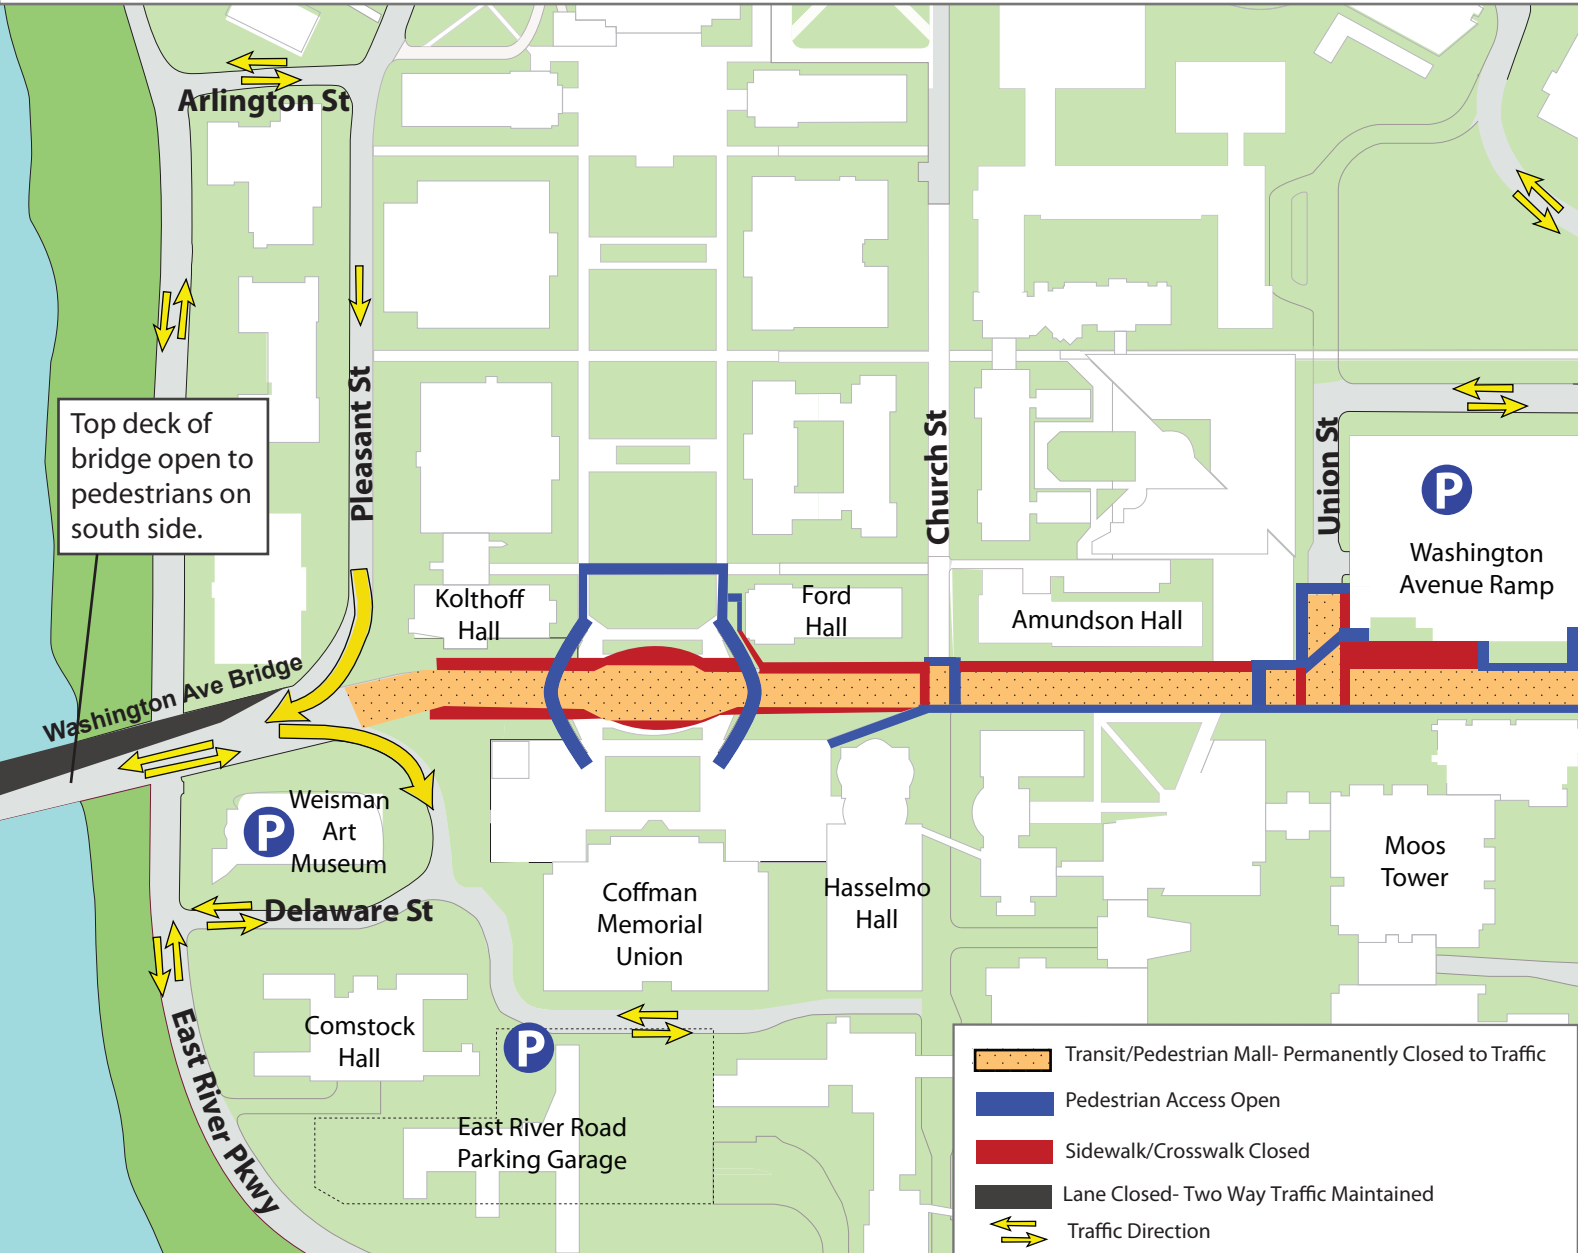 Arlington St
Pleasant St
Top deck of
bridge open to
pedestrians on
south side.
Church St
Union St
P
Washington
Avenue Ramp
Kolthoff
Hall
Ford
Hall
Amundson Hall
Washington Ave Bridge
P
Weisman
Art
Museum
Delaware St
Coffman
Memorial
Union
Hasselmo
Hall
Moos
Tower
Comstock
Hall
P
East River Pkwy
East River Road
Parking Garage
Transit/Pedestrian Mall- Permanently Closed to Traffic
Pedestrian Access Open
Sidewalk/Crosswalk Closed
Lane Closed- Two Way Traffic Maintained
Traffic Direction